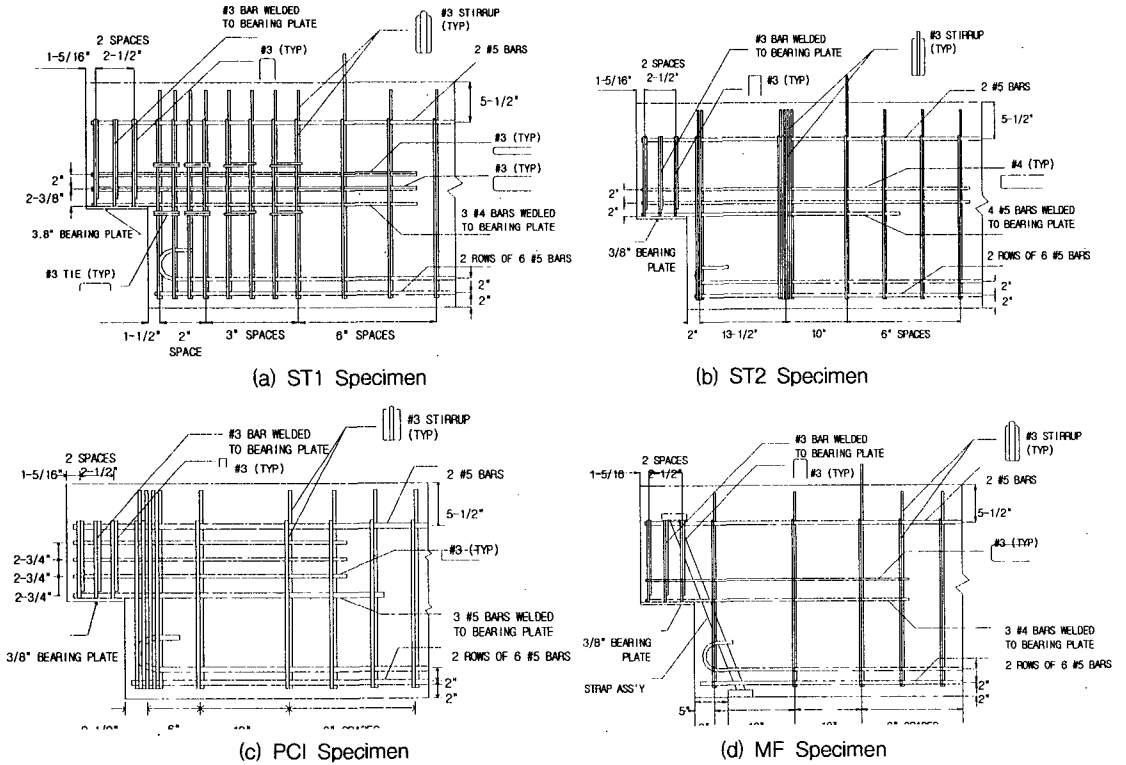 #3 BAR WELDED
TO BEARING PLATE
#3 STIRRUP
(TYP)
2 SPACES
2-1/2"
1-5/16"
#3 (TYP)
2 #5 BARS
5-1/2"
#3 (TYP)
#3 (TYP)
2"
2-3/8"
3 #4 BARS WEDLED
TO BEARING PLATE
3.8" BEARING PLATE
#3 TIE (TYP)
2 ROWS OF 6 #5 BARS
2"
2"
1-1/2"
2"
SPACE
3" SPACES
6" SPACES
(a) ST1 Specimen
#3 BAR WELDED
TO BEARING PLATE
#3 STIRRUP
(TYP)
2 SPACES
2-1/2"
1-5/16"
#3 (TYP)
2 #5 BARS
5-1/2"
#4 (TYP)
2"
2"
4 #5 BARS WELDED
TO BEARING PLATE
3/8" BEARING
PLATE
2 ROWS OF 6 #5 BARS
2"
2"
2"
13-1/2"
10"
6" SPACES
(b) ST2 Specimen
#3 BAR WELDED
TO BEARING PLATE
#3 STIRRUP
(TYP)
2 SPACES
1-5/16"
2-1/2"
#3 (TYP)
2 #5 BARS
5-1/2"
#3 (TYP)
2-3/4"
2-3/4"
2-3/4"
3 #5 BARS WELDED
TO BEARING PLATE
3/8" BEARING PLATE
2 ROWS OF 6 #5 BARS
2"
2"
(c) PCI Specimen
#3 BAR WELDED
TO BEARING PLATE
#3 STIRRUP
(TYP)
2 SPACES
1-5/16
2-1/2"
#3 (TYP)
2 #5 BARS
5-1/2"
#3 (TYP)
3/8" BEARING
PLATE
3 #4 BARS WELDED
TO BEARING PLATE
2 ROWS OF 6 #5 BARS
STRAP ASS'Y
2"
2"
5"
(d) MF Specimen